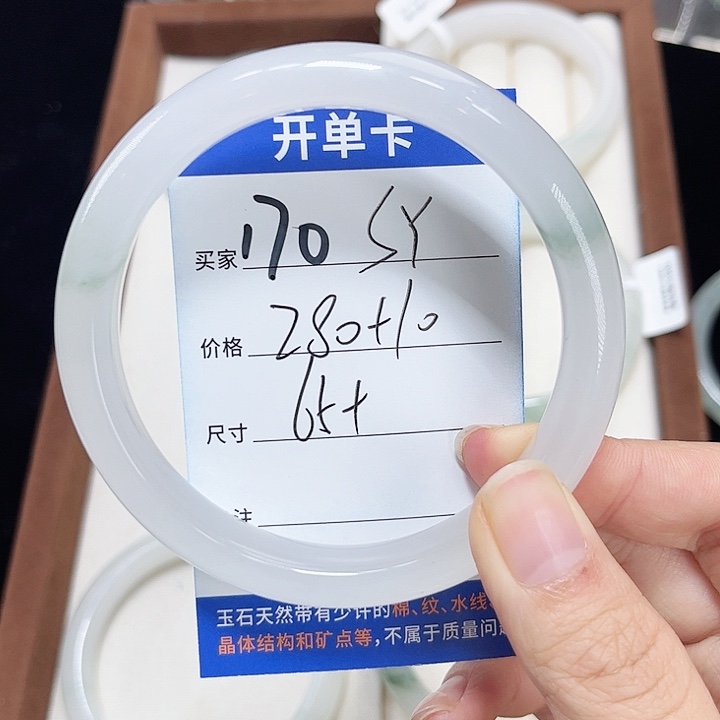 开单卡
买家 170 SY
价格 280+10
尺寸 65+
注
玉石天然带有少许的棉、纹、水线、
晶体结构和矿点等,不属于质量问